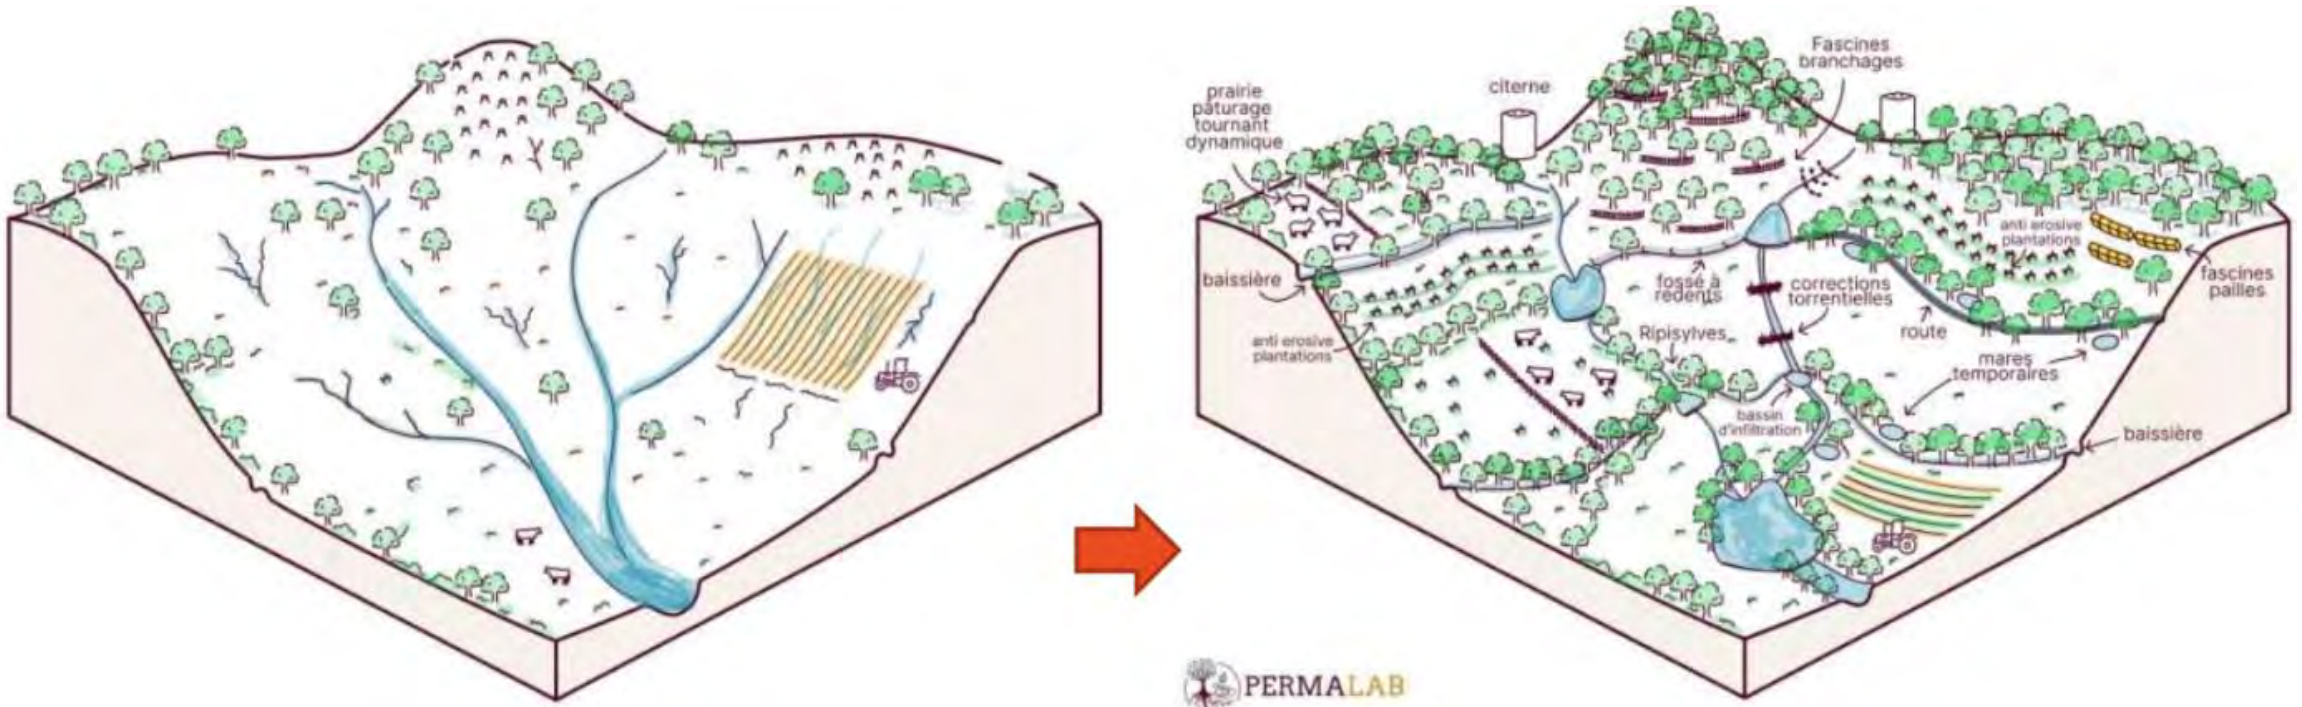 Fascines
branchages
citerne
prairie
pâturage
tournant
dynamique
anti erosive
plantations
baissière
fossé à
redents
corrections
torrentielles
fascines
pailles
route
Ripisylves
anti erosive
plantations
mares
temporaires
bassin
d'infiltration
baissière
PERMALAB